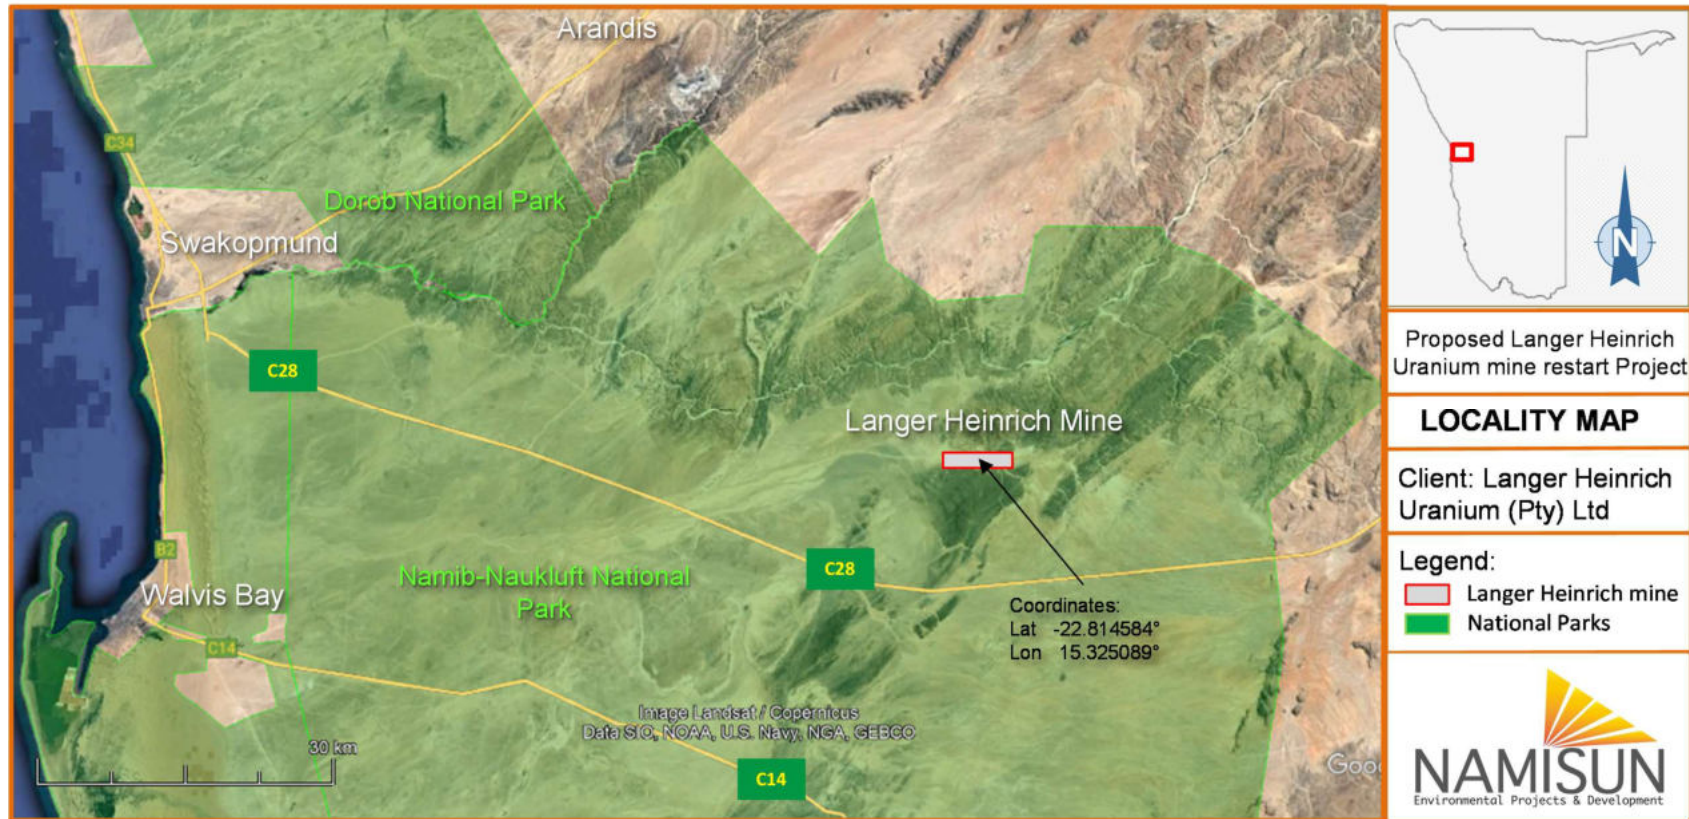 Arandis
C34
Dorob National Park
Swakopmund
C28
Langer Heinrich Mine
B2
C28
Namib-Naukluft National
Park
Walvis Bay
Coordinates:
Lat -22.814584°
Lon 15.325089°
C14
Image Landsat / Copernicus
Data SIO, NOAA, U.S. Navy, NGA, GEBCO
30 km
C14
Goo
N
Proposed Langer Heinrich
Uranium mine restart Project
LOCALITY MAP
Client: Langer Heinrich
Uranium (Pty) Ltd
Legend:
Langer Heinrich mine
National Parks
NAMISUN
Environmental Projects & Development